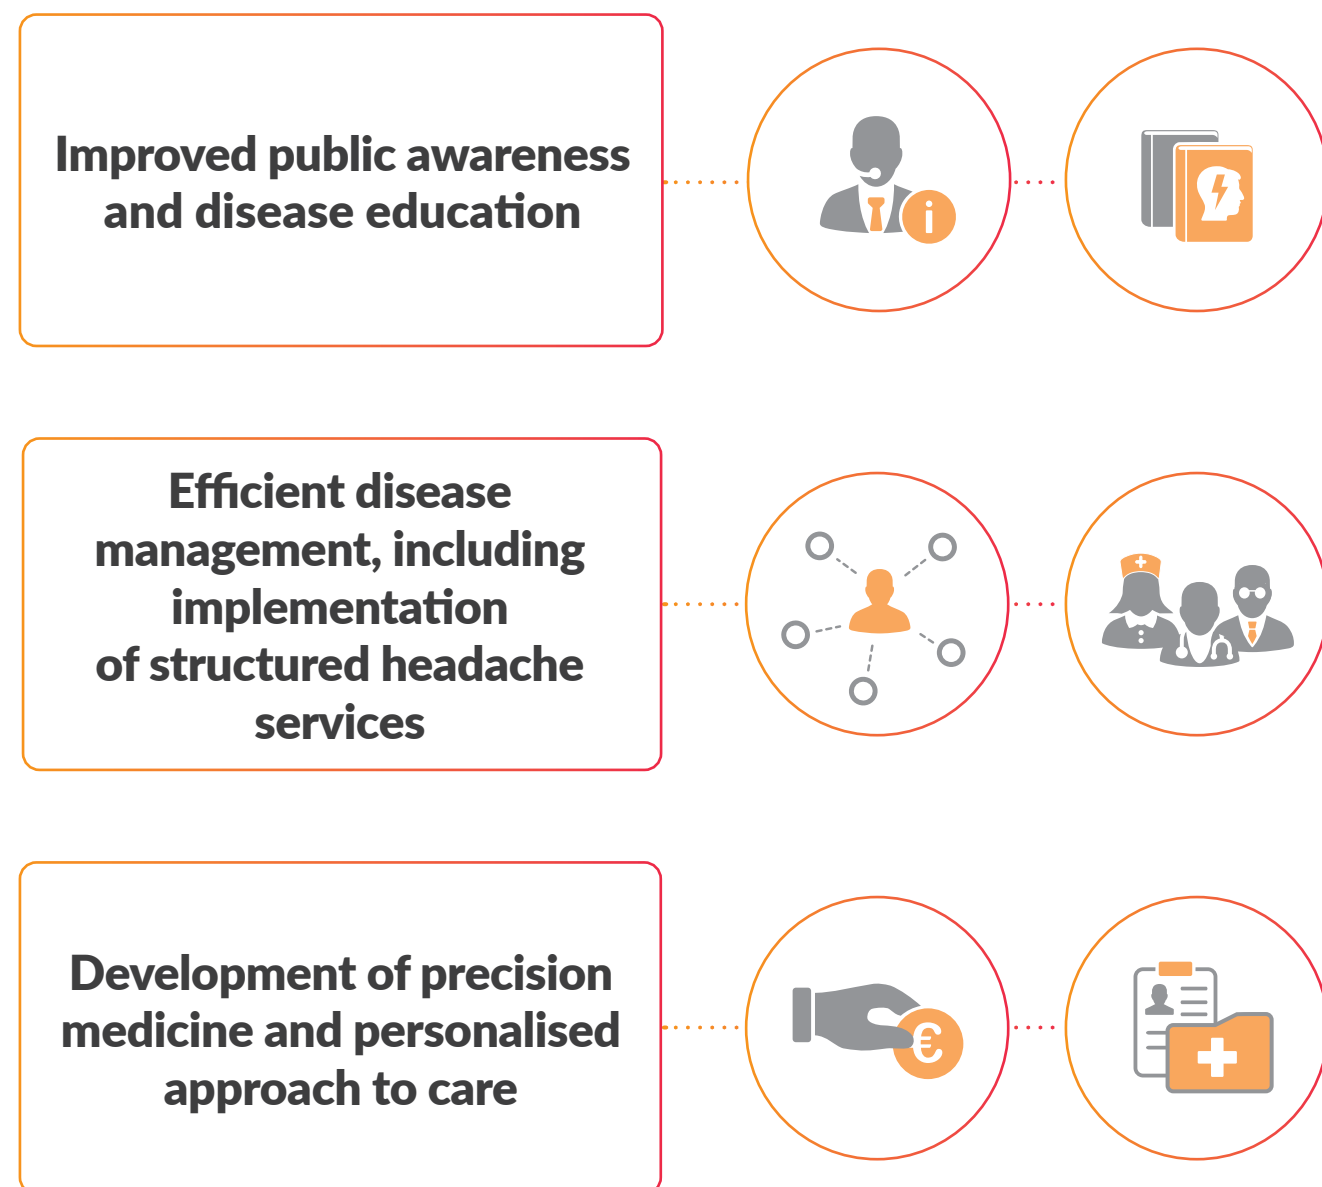 Improved public awareness
and disease education
i
Efficient disease
management, including
implementation
of structured headache
services
Development of precision
medicine and personalised
approach to care
€